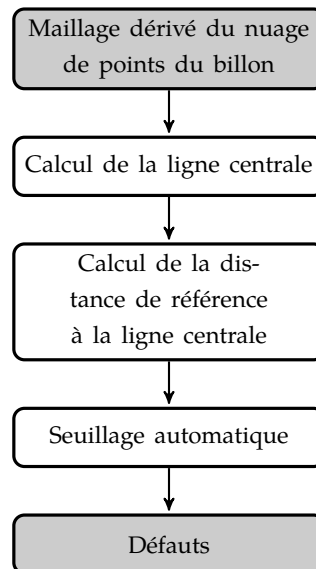 Maillage dérivé du nuage
de points du billon
Calcul de la ligne centrale
Calcul de la dis-
tance de référence
à la ligne centrale
Seuillage automatique
Défauts